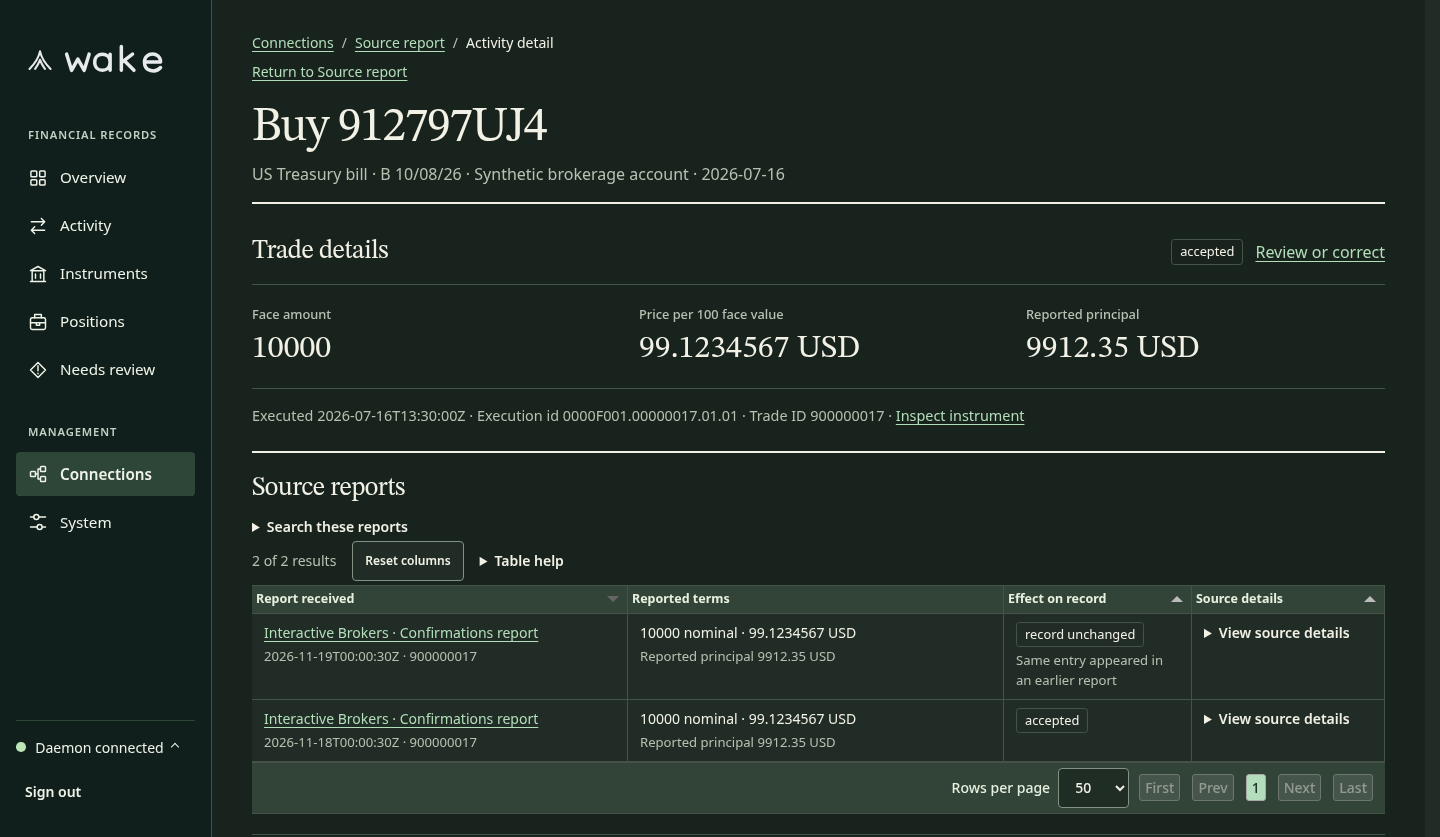 wake
FINANCIAL RECORDS
Overview
Activity
Instruments
Positions
Needs review
MANAGEMENT
Connections
System
Daemon connected
Sign out
Connections / Source report / Activity detail
Return to Source report
Buy 912797UJ4
US Treasury bill · B 10/08/26 · Synthetic brokerage account · 2026-07-16
Trade details
accepted Review or correct
Face amount Price per 100 face value Reported principal
10000 99.1234567 USD 9912.35 USD
Executed 2026-07-16T13:30:00Z · Execution id 0000F001.00000017.01.01 · Trade ID 900000017 · Inspect instrument
Source reports
Search these reports
2 of 2 results Reset columns Table help
Report received Reported terms Effect on record Source details
Interactive Brokers · Confirmations report 10000 nominal · 99.1234567 USD record unchanged View source details
2026-11-19T00:00:30Z · 900000017 Reported principal 9912.35 USD Same entry appeared in
an earlier report
Interactive Brokers · Confirmations report 10000 nominal · 99.1234567 USD accepted View source details
2026-11-18T00:00:30Z · 900000017 Reported principal 9912.35 USD
Rows per page 50 First Prev 1 Next Last